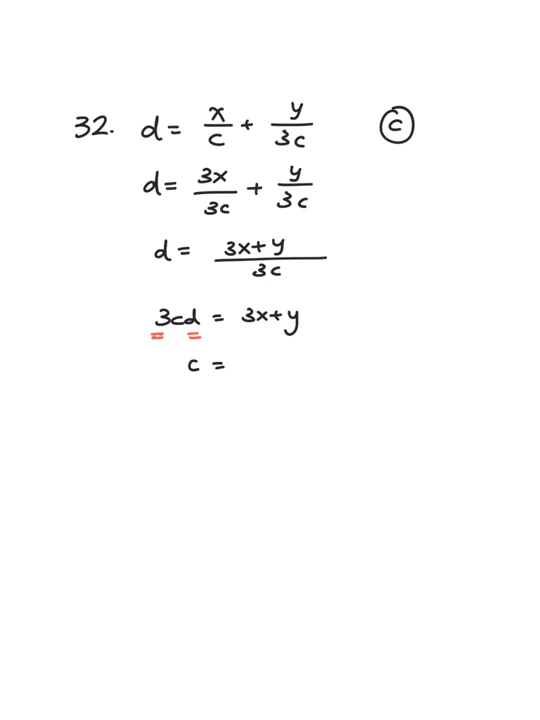 32. d = x/c + y/3c ⓒ
d = 3x/3c + y/3c
d = 3x+y/3c
3cd = 3x+y
c =